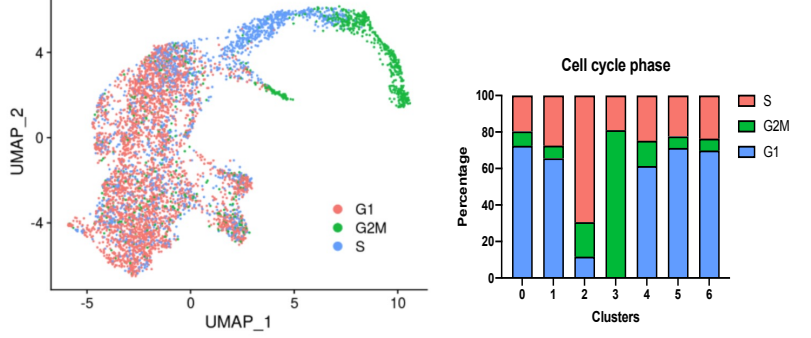 4
0
-4
UMAP_2
-5
0
5
10
UMAP_1
G1
G2M
S
Cell cycle phase
100
80
60
40
20
0
Percentage
0 1 2 3 4 5 6
Clusters
S
G2M
G1